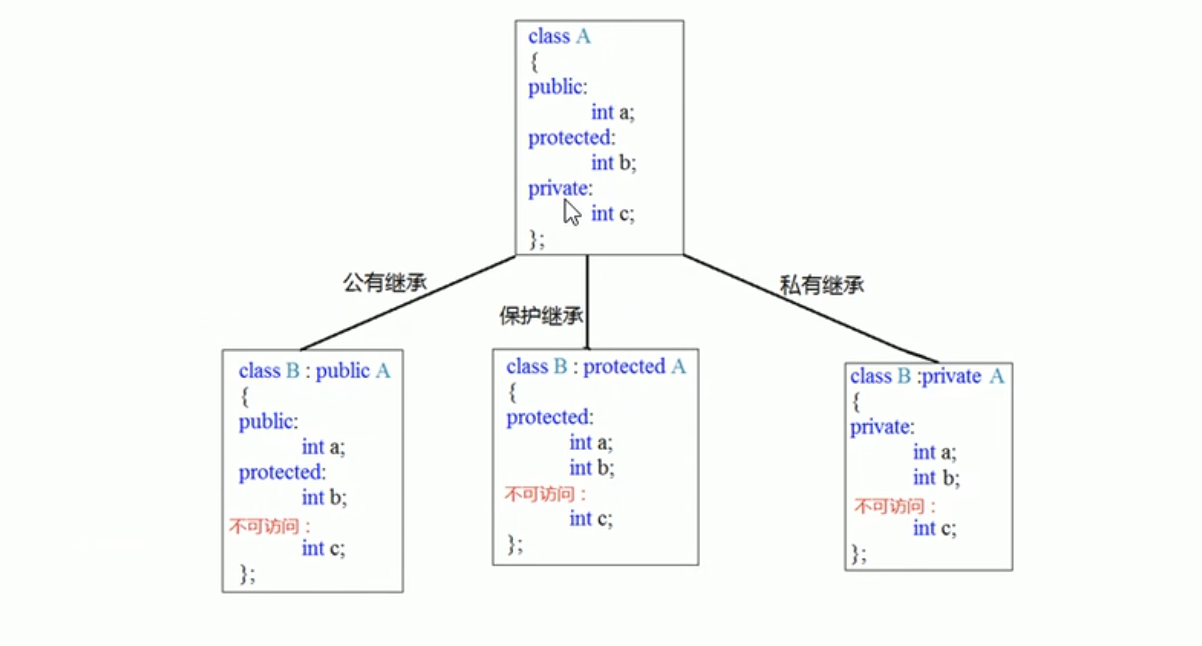 class A
{
public:
int a;
protected:
int b;
private:
int c;
};
公有继承
保护继承
私有继承
class B : public A
{
public:
int a;
protected:
int b;
不可访问：
int c;
};
class B : protected A
{
protected:
int a;
int b;
不可访问：
int c;
};
class B :private A
{
private:
int a;
int b;
不可访问：
int c;
};